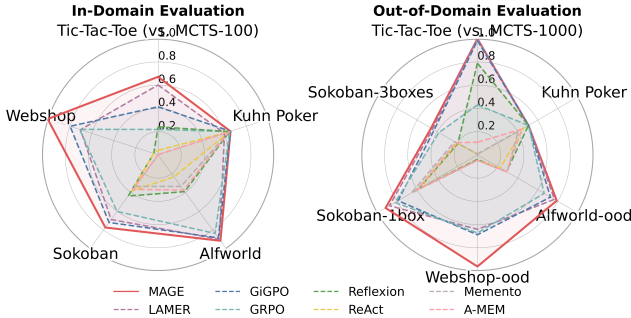 In-Domain Evaluation
Tic-Tac-Toe (vs. MCTS-100)
1.0
0.8
0.6
0.4
0.2
Webshop
Kuhn Poker
Sokoban
Alfworld
Out-of-Domain Evaluation
Tic-Tac-Toe (vs. MCTS-1000)
1.0
0.8
0.6
0.4
0.2
Sokoban-3boxes
Kuhn Poker
Sokoban-1box
Alfworld-ood
Webshop-ood
MAGE GiGPO Reflexion Memento
LAMER GRPO ReAct A-MEM